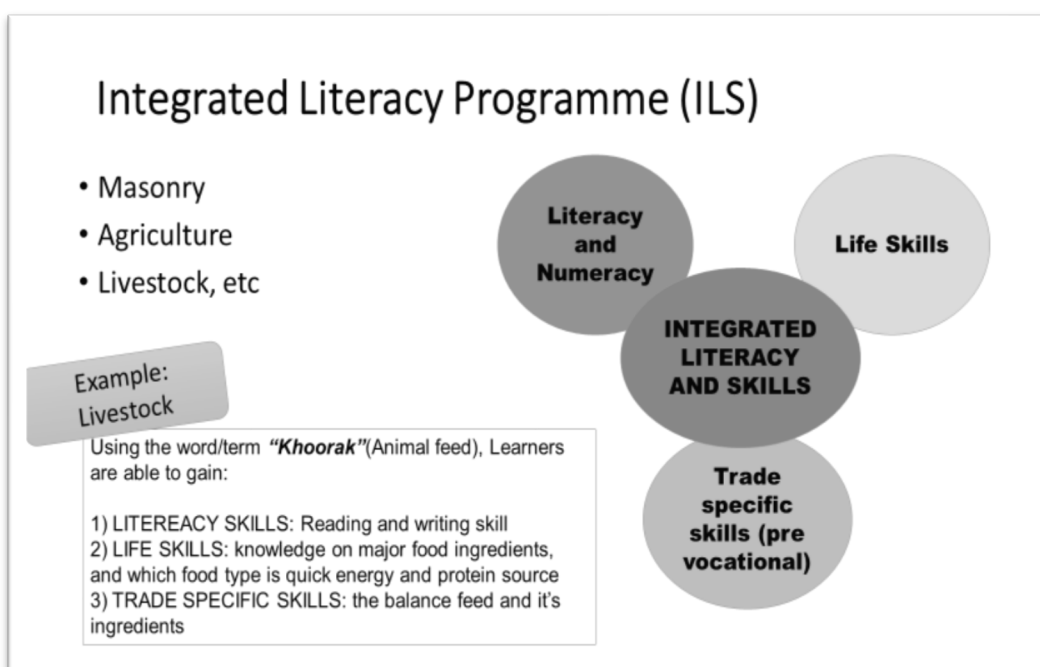 Integrated Literacy Programme (ILS)
• Masonry
• Agriculture
• Livestock, etc
Example:
Livestock
Using the word/term "Khoorak"(Animal feed), Learners
are able to gain:
1) LITEREACY SKILLS: Reading and writing skill
2) LIFE SKILLS: knowledge on major food ingredients,
and which food type is quick energy and protein source
3) TRADE SPECIFIC SKILLS: the balance feed and it's
ingredients
Literacy
and
Numeracy
Life Skills
INTEGRATED
LITERACY
AND SKILLS
Trade
specific
skills (pre
vocational)